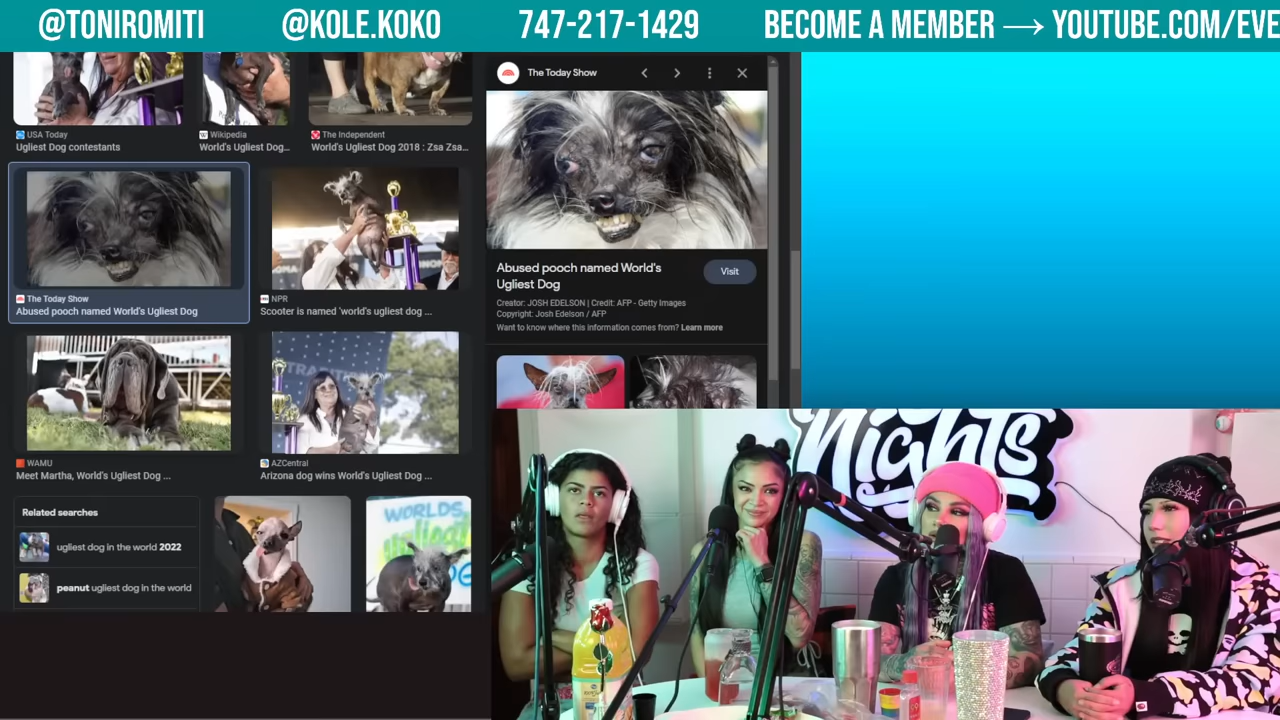 @TONIROMITI @KOLE.KOKO 747-217-1429 BECOME A MEMBER → YOUTUBE.COM/EVE
USA Today
Ugliest Dog contestants
Wikipedia
World's Ugliest Dog...
The Independent
World's Ugliest Dog 2018 : Zsa Zsa...
The Today Show
Abused pooch named World's Ugliest Dog
NPR
Scooter is named 'world's ugliest dog ...
WAMU
Meet Martha, World's Ugliest Dog ...
AZCentral
Arizona dog wins World's Ugliest Dog ...
Related searches
ugliest dog in the world 2022
peanut ugliest dog in the world
WORLD'S
The Today Show
Abused pooch named World's
Ugliest Dog
Visit
Creator: JOSH EDELSON | Credit: AFP - Getty Images
Copyright: Josh Edelson / AFP
Want to know where this information comes from? Learn more
Nights